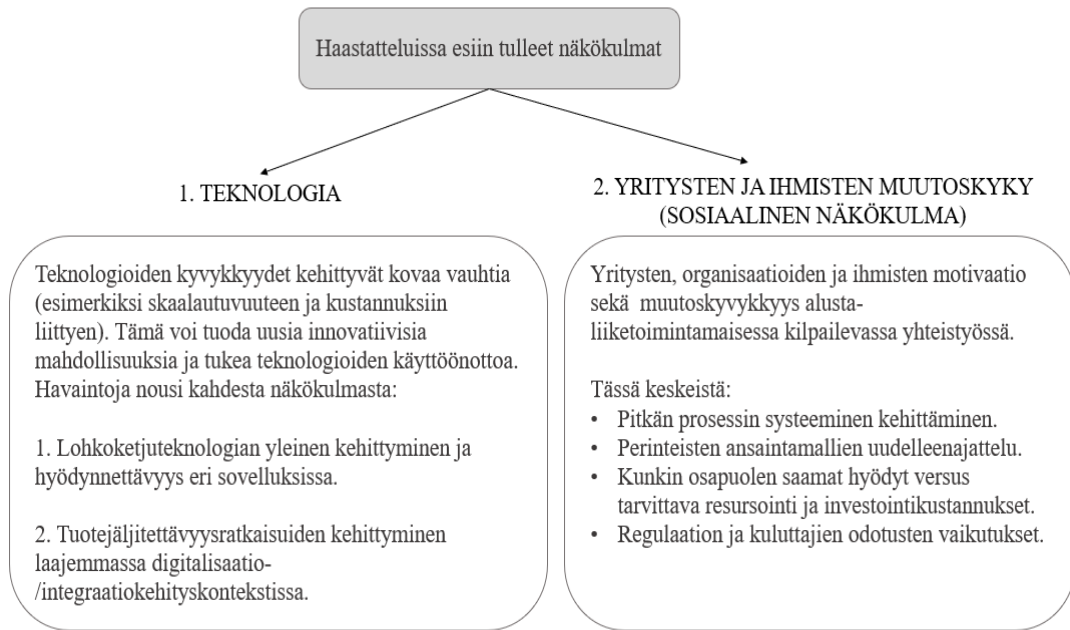 Haastatteluissa esiin tulleet näkökulmat
1. TEKNOLOGIA
Teknologioiden kyvykkyydet kehittyvät kovaa vauhtia
(esimerkiksi skaalautuvuuteen ja kustannuksiin
liittyen). Tämä voi tuoda uusia innovatiivisia
mahdollisuuksia ja tukea teknologioiden käyttöönottoa.
Havaintoja nousi kahdesta näkökulmasta:
1. Lohkoketjuteknologian yleinen kehittyminen ja
hyödynnettävyys eri sovelluksissa.
2. Tuotejäljitettävyysratkaisuiden kehittyminen
laajemmassa digitalisaatio-
/integraatiokehityskontekstissa.
2. YRITYSTEN JA IHMISTEN MUUTOSKYKY
(SOSIAALINEN NÄKÖKULMA)
Yritysten, organisaatioiden ja ihmisten motivaatio
sekä muutoskyvykkyys alusta-
liiketoimintamaisessa kilpailevassa yhteistyössä.
Tässä keskeistä:
• Pitkän prosessin systeeminen kehittäminen.
• Perinteisten ansaintamallien uudelleenajattelu.
• Kunkin osapuolen saamat hyödyt versus
tarvittava resursointi ja investointikustannukset.
• Regulaation ja kuluttajien odotusten vaikutukset.